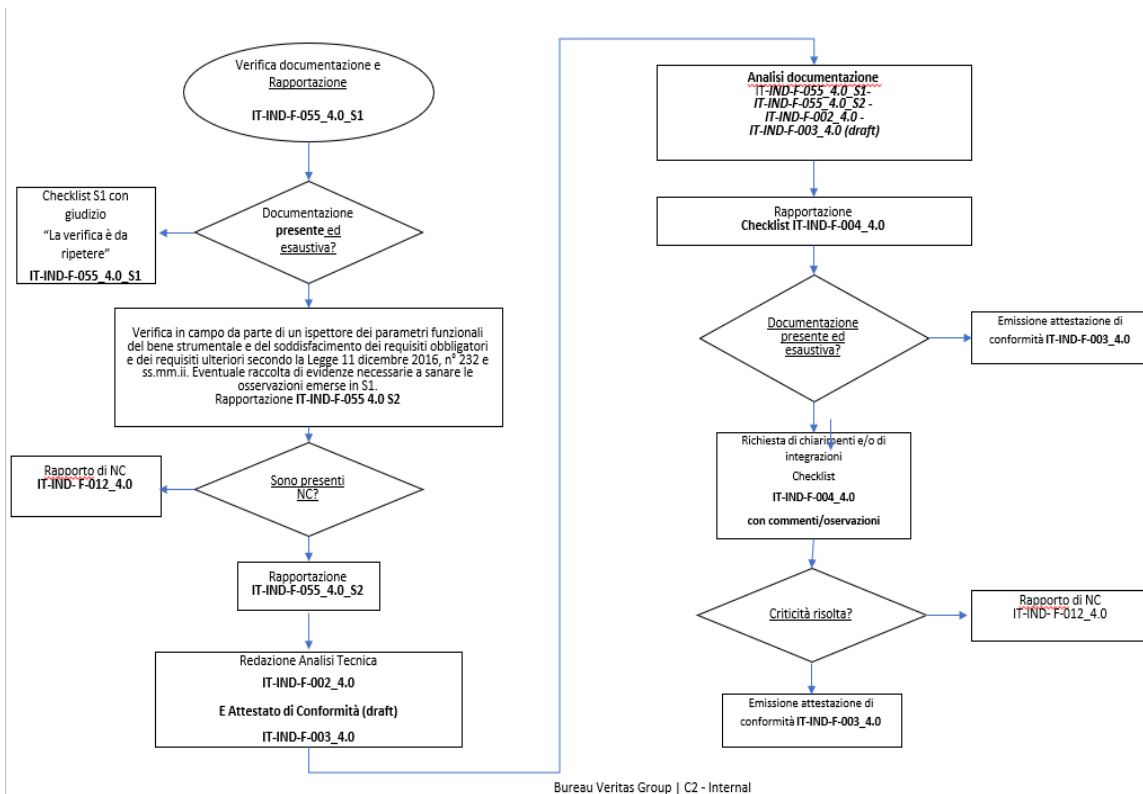 Verifica documentazione e
Rapportazione
IT-IND-F-055_4.0_S1
Checklist S1 con
giudizio
“La verifica è da
ripetere”
IT-IND-F-055_4.0_S1
Documentazione
presente ed
esaustiva?
Verifica in campo da parte di un ispettore dei parametri funzionali
del bene strumentale e del soddisfacimento dei requisiti obbligatori
e dei requisiti ulteriori secondo la Legge 11 dicembre 2016, n° 232 e
ss.mm.ii. Eventuale raccolta di evidenze necessarie a sanare le
osservazioni emerse in S1.
Rapportazione IT-IND-F-055 4.0 S2
Rapporto di NC
IT-IND- F-012_4.0
Sono presenti
NC?
Rapportazione
IT-IND-F-055_4.0_S2
Redazione Analisi Tecnica
IT-IND-F-002_4.0
E Attestato di Conformità (draft)
IT-IND-F-003_4.0
Analisi documentazione
IT-IND-F-055_4.0_S1-
IT-IND-F-055_4.0_S2 -
IT-IND-F-002_4.0 -
IT-IND-F-003_4.0 (draft)
Rapportazione
Checklist IT-IND-F-004_4.0
Documentazione
presente ed
esaustiva?
Emissione attestazione di
conformità IT-IND-F-003_4.0
Richiesta di chiarimenti e/o di
integrazioni
Checklist
IT-IND-F-004_4.0
con commenti/oservazioni
Criticità risolta?
Rapporto di NC
IT-IND- F-012_4.0
Emissione attestazione di
conformità IT-IND-F-003_4.0
Bureau Veritas Group | C2 - Internal